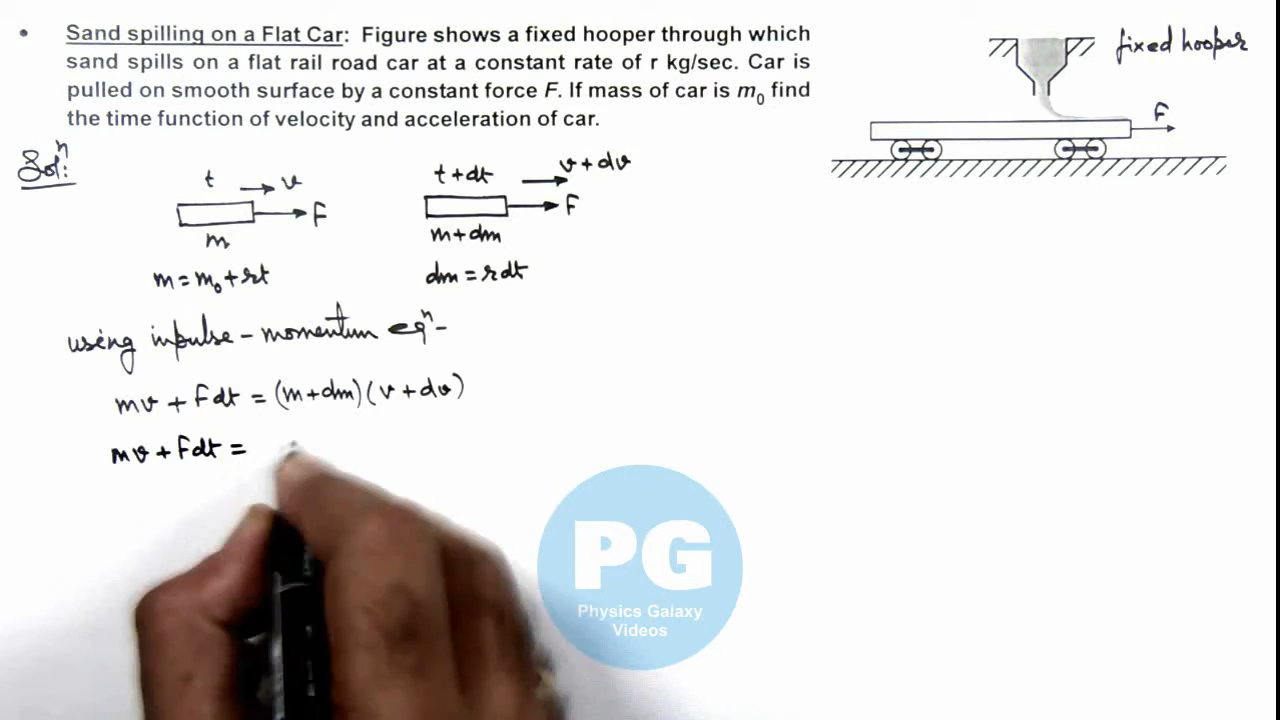 • Sand spilling on a Flat Car: Figure shows a fixed hooper through which
sand spills on a flat rail road car at a constant rate of r kg/sec. Car is
pulled on smooth surface by a constant force F. If mass of car is m₀ find
the time function of velocity and acceleration of car.
fixed hooper
F
Solⁿ:
t v
F
m
m = m₀ + rt
t + dt v + dv
F
m + dm
dm = rdt
using impulse - momentum eqⁿ -
mv + Fdt = (m + dm)(v + dv)
mv + Fdt =
PG
Physics Galaxy
Videos